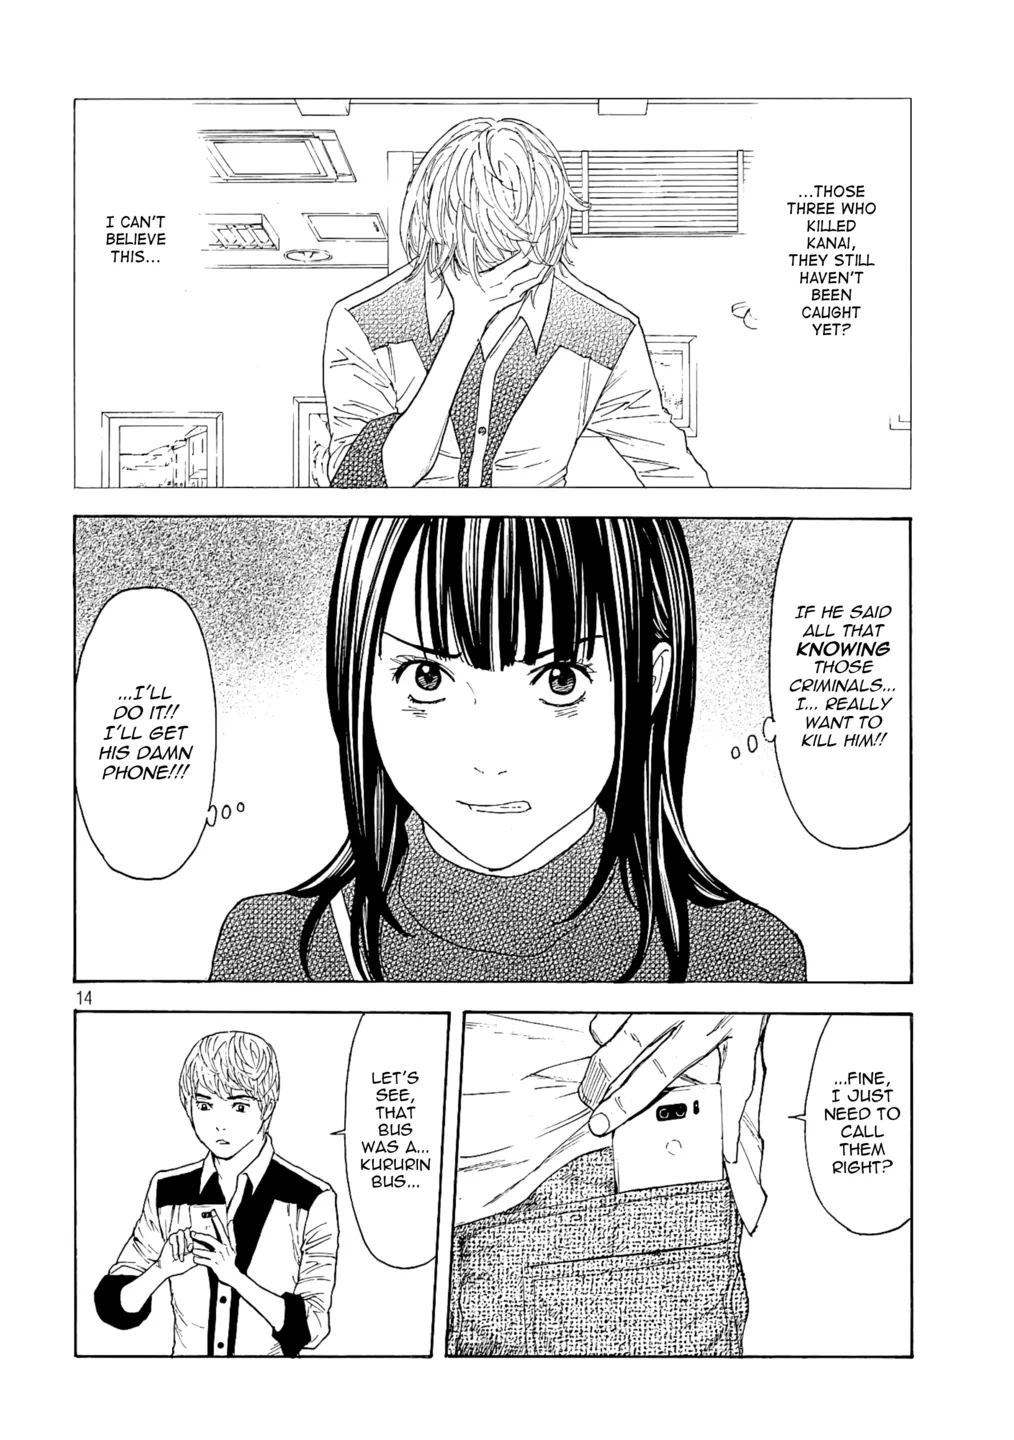 ...THOSE
THREE WHO
KILLED
KANAI,
THEY STILL
HAVEN'T
BEEN
CAUGHT
YET?
I CAN'T
BELIEVE
THIS...
IF HE SAID
ALL THAT
KNOWING
THOSE
CRIMINALS...
I... REALLY
WANT TO
KILL HIM!!
...I'LL
DO IT!!
I'LL GET
HIS DAMN
PHONE!!!
14
...FINE,
I JUST
NEED TO
CALL
THEM
RIGHT?
LET'S
SEE,
THAT
BUS
WAS A...
KURURIN
BUS...